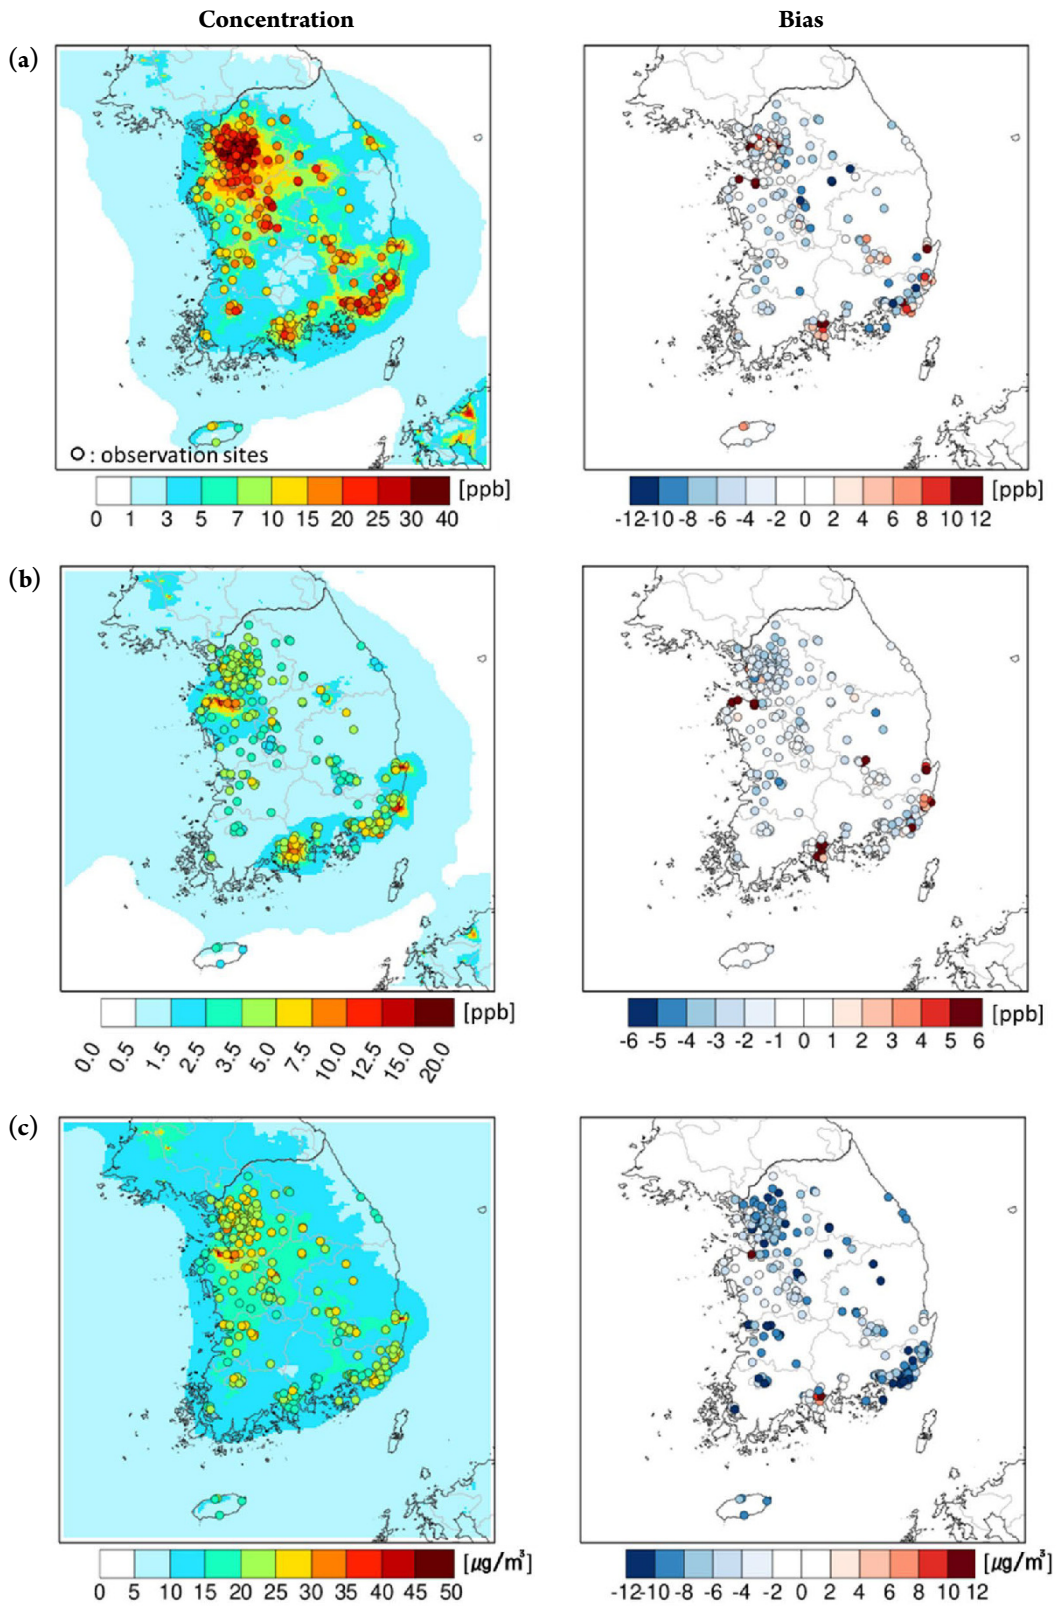 Concentration Bias
(a)
○ : observation sites
[ppb] [ppb]
0 1 3 5 7 10 15 20 25 30 40 -12 -10 -8 -6 -4 -2 0 2 4 6 8 10 12
(b)
[ppb] [ppb]
0.0 0.5 1.5 2.5 3.5 5.0 7.5 10.0 12.5 15.0 20.0 -6 -5 -4 -3 -2 -1 0 1 2 3 4 5 6
(c)
[μg/m³] [μg/m³]
0 5 10 15 20 25 30 35 40 45 50 -12 -10 -8 -6 -4 -2 0 2 4 6 8 10 12